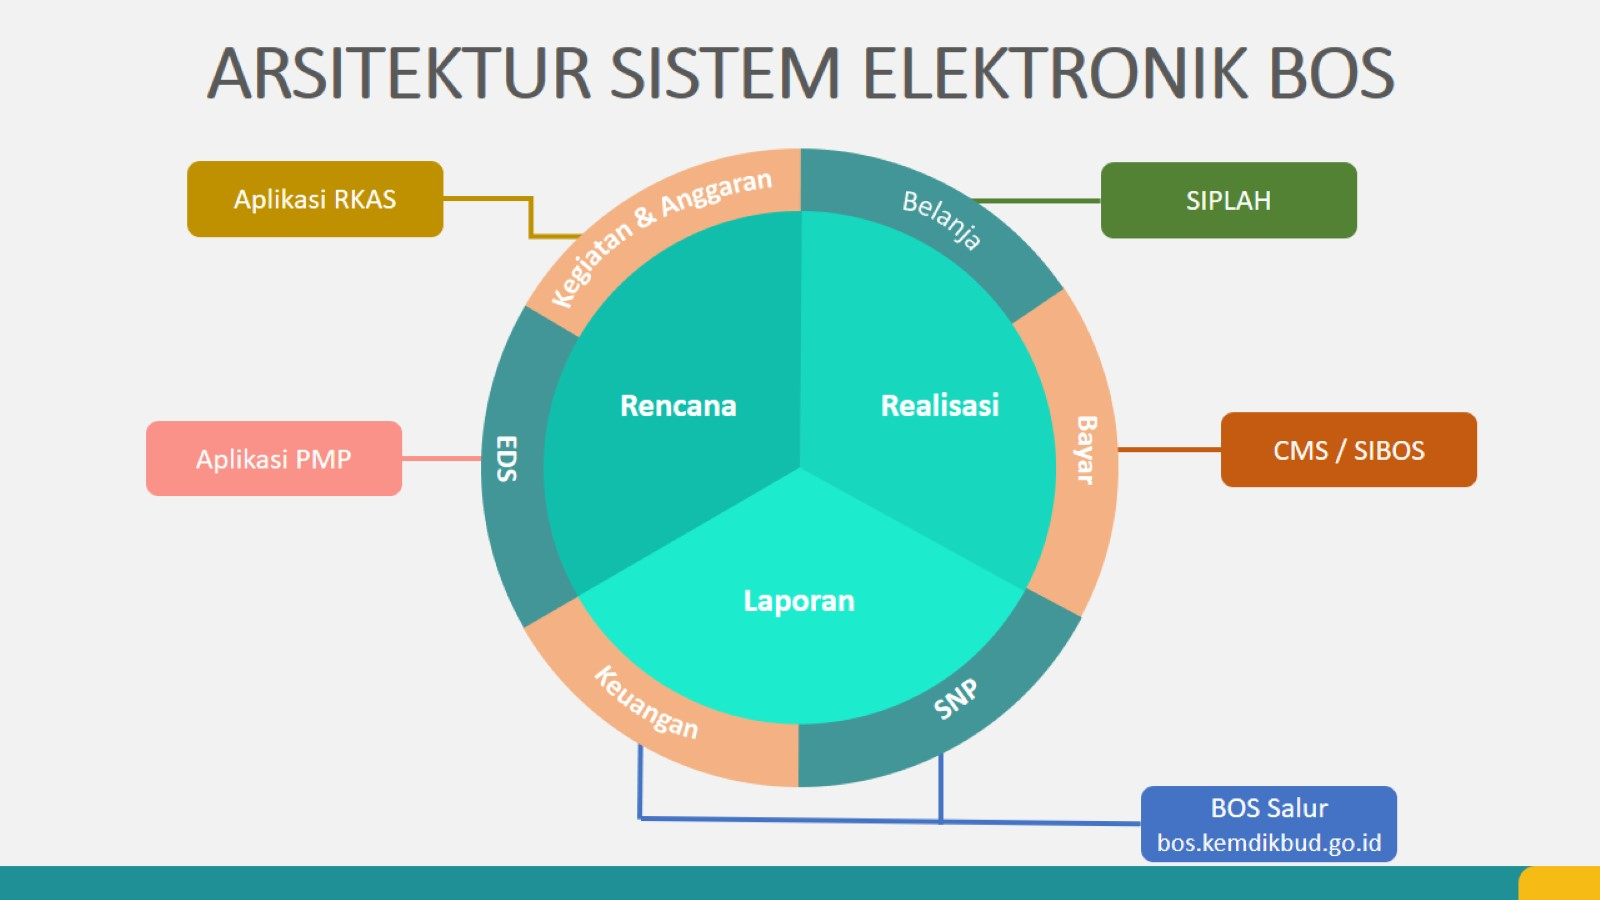 ARSITEKTUR SISTEM ELEKTRONIK BOS
Aplikasi RKAS
Kegiatan & Anggaran
Belanja
SIPLAH
Rencana
Realisasi
Aplikasi PMP
EDS
Bayar
CMS / SIBOS
Laporan
Keuangan
SNP
BOS Salur
bos.kemdikbud.go.id